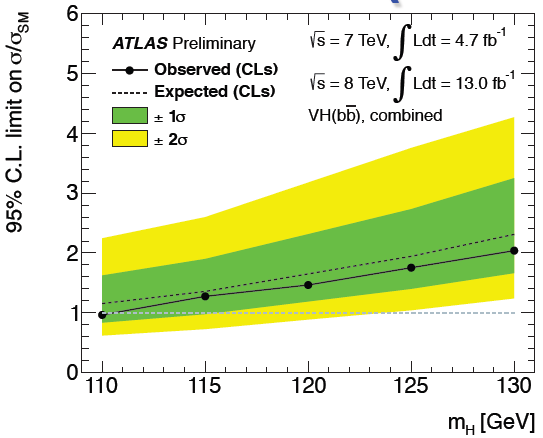 95% C.L. limit on σ/σSM
6
5
4
3
2
1
0
ATLAS Preliminary
Observed (CLs)
Expected (CLs)
± 1σ
± 2σ
√s = 7 TeV, ∫ Ldt = 4.7 fb-1
√s = 8 TeV, ∫ Ldt = 13.0 fb-1
VH(bb̅), combined
110 115 120 125 130
mH [GeV]